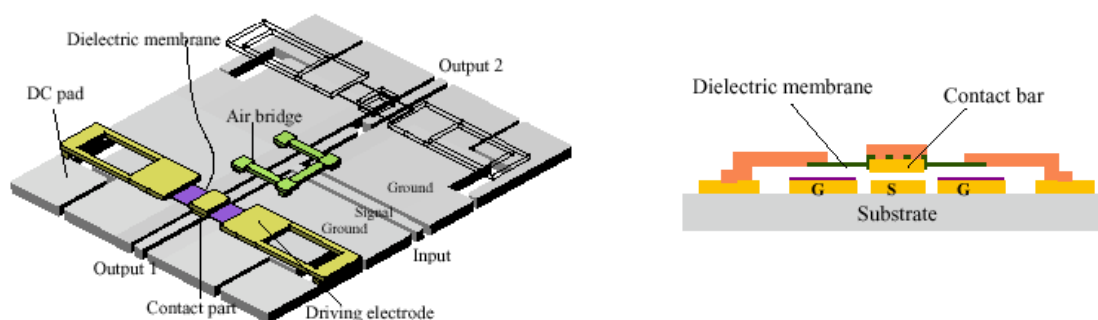 Dielectric membrane
Output 2
DC pad
Air bridge
Ground
Signal
Ground
Input
Output 1
Contact part
Driving electrode
Dielectric membrane
Contact bar
G
S
G
Substrate